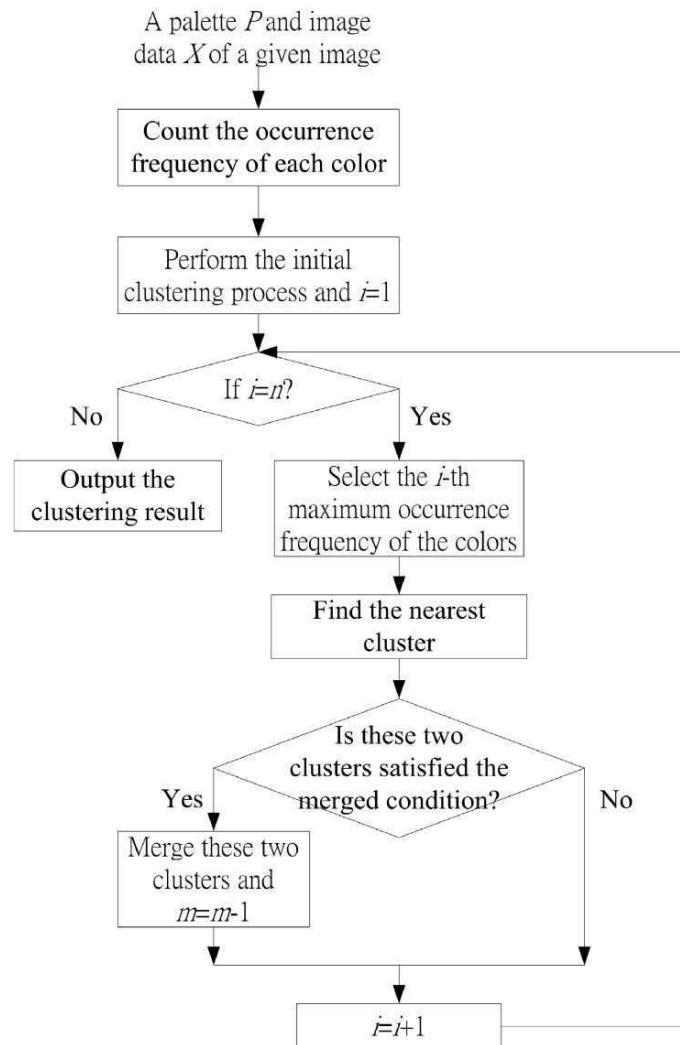 A palette P and image
data X of a given image
Count the occurrence
frequency of each color
Perform the initial
clustering process and i=1
If i=n?
No
Yes
Output the
clustering result
Select the i-th
maximum occurrence
frequency of the colors
Find the nearest
cluster
Is these two
clusters satisfied the
merged condition?
Yes
No
Merge these two
clusters and
m=m-1
i=i+1